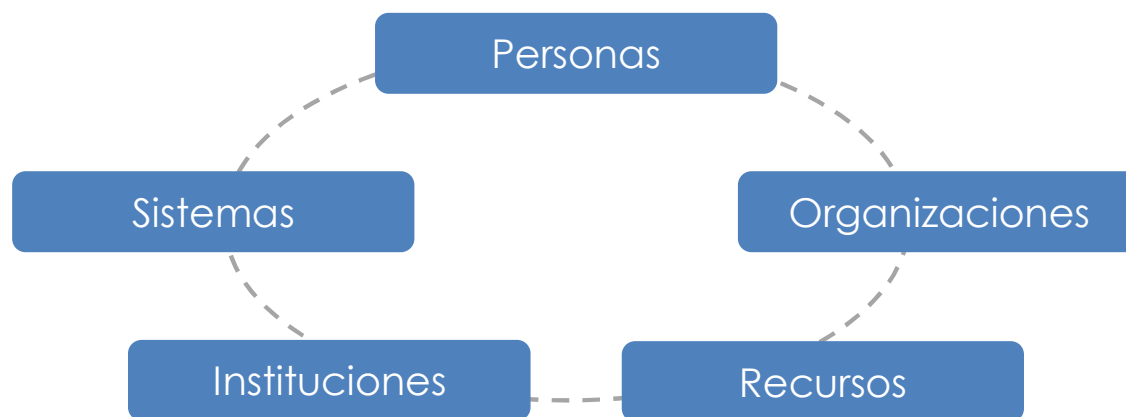 Personas
Sistemas
Organizaciones
Instituciones
Recursos